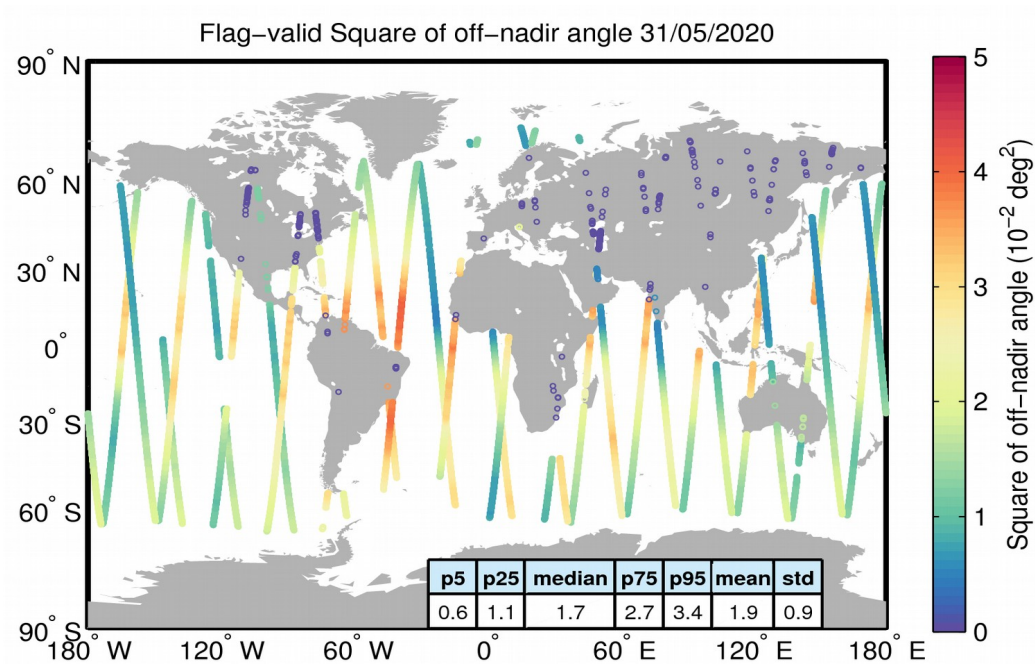 Flag−valid Square of off−nadir angle 31/05/2020
90° N
60° N
30° N
0°
30° S
60° S
90° S
180° W
120° W
60° W
0°
60° E
120° E
180° E
p5 p25 median p75 p95 mean std
0.6 1.1 1.7 2.7 3.4 1.9 0.9
5
4
3
2
1
0
Square of off−nadir angle (10⁻² deg²)